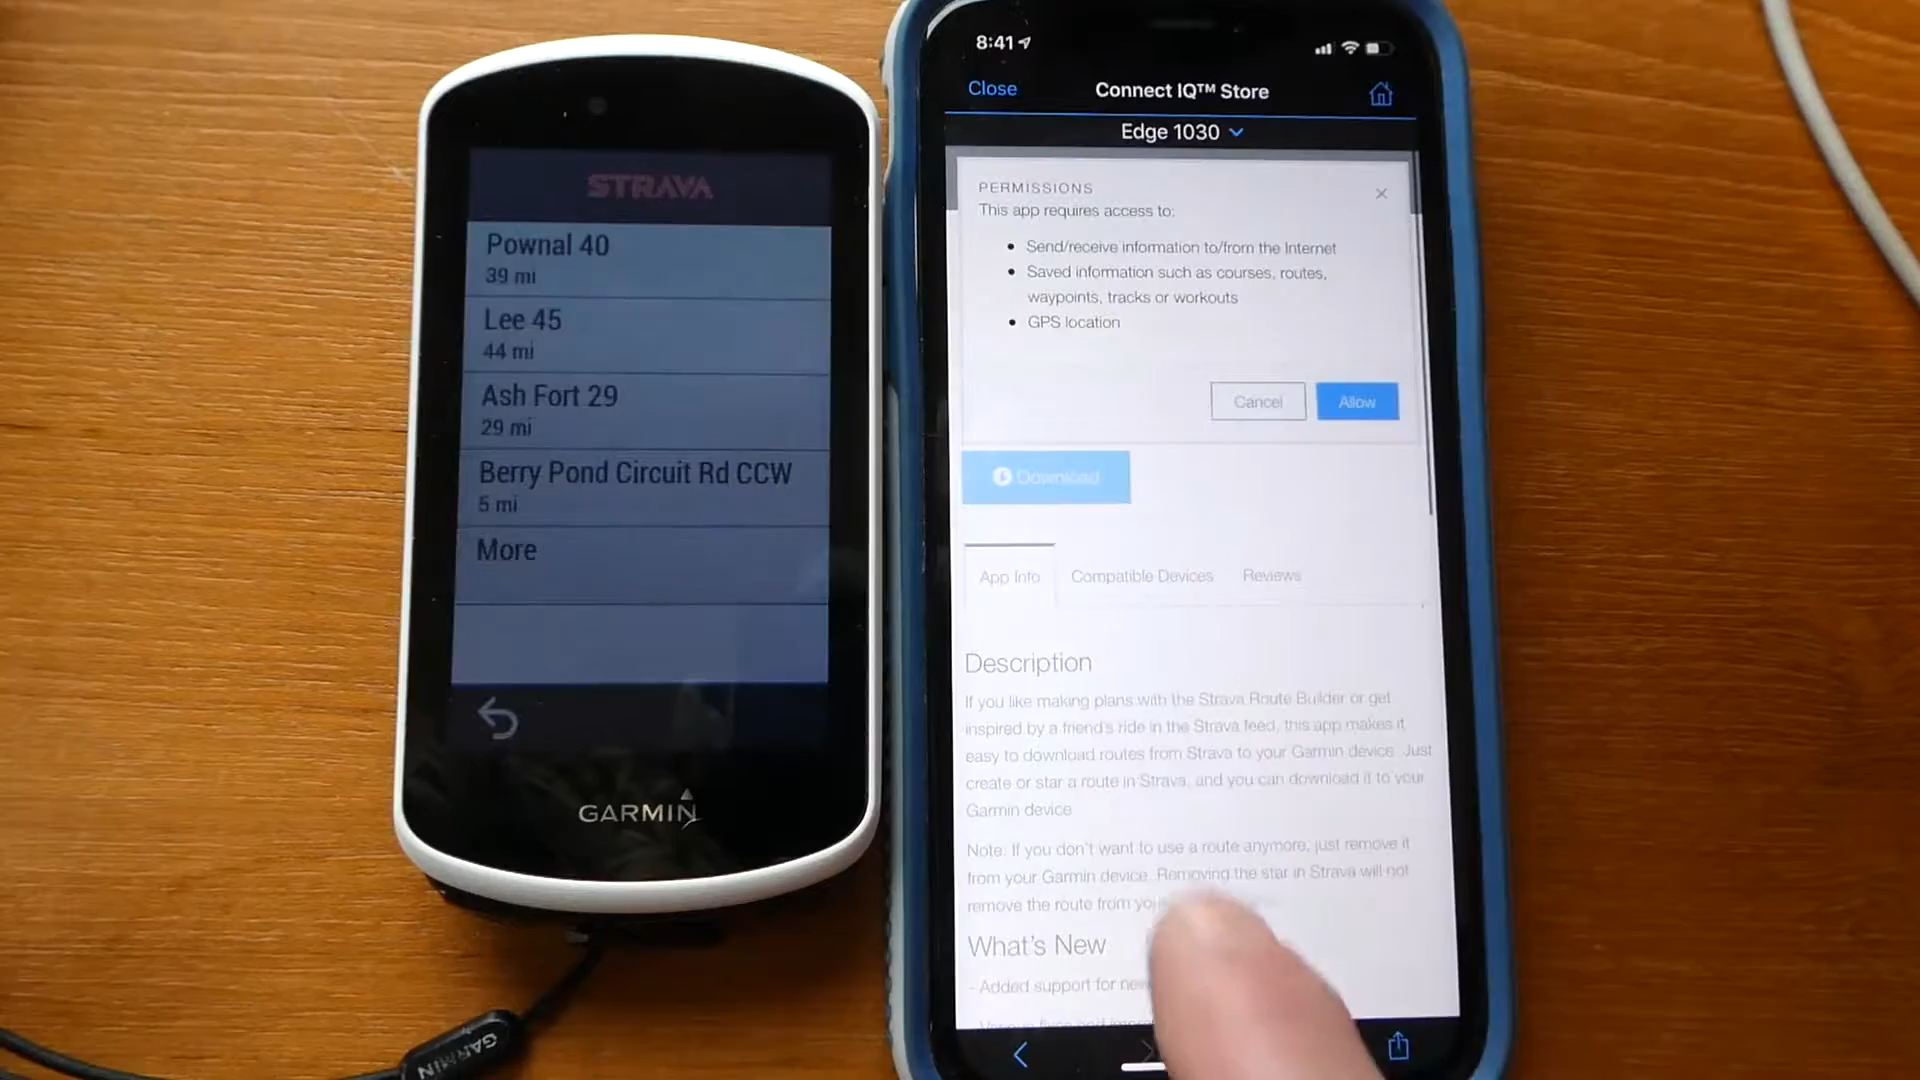 STRAVA
Pownal 40
39 mi
Lee 45
44 mi
Ash Fort 29
29 mi
Berry Pond Circuit Rd CCW
5 mi
More
GARMIN
GARMIN
8:41
Close
Connect IQ™ Store
Edge 1030
PERMISSIONS
This app requires access to:
• Send/receive information to/from the Internet
• Saved information such as courses, routes,
waypoints, tracks or workouts
• GPS location
Cancel
Allow
Download
App Info
Compatible Devices
Reviews
Description
If you like making plans with the Strava Route Builder or get
inspired by a friend's ride in the Strava feed, this app makes it
easy to download routes from Strava to your Garmin device. Just
create or star a route in Strava, and you can download it to your
Garmin device
Note: If you don't want to use a route anymore, just remove it
from your Garmin device. Removing the star in Strava will not
remove the route from
What's New
- Added support for